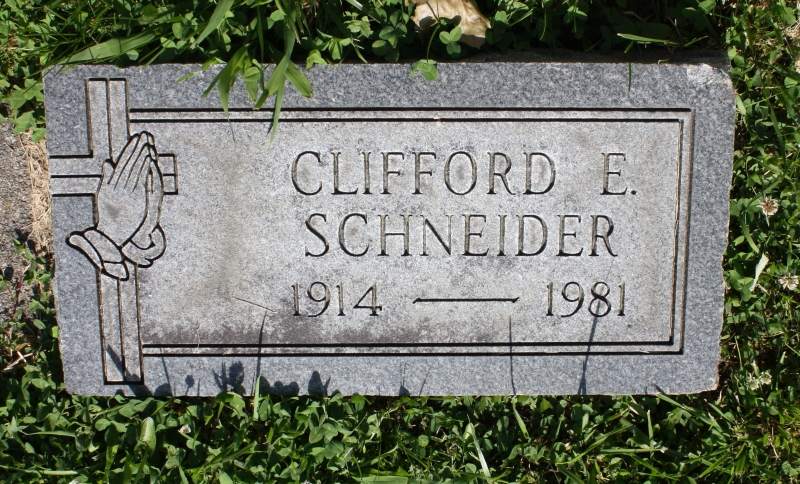 CLIFFORD E.
SCHNEIDER
1914 — 1981